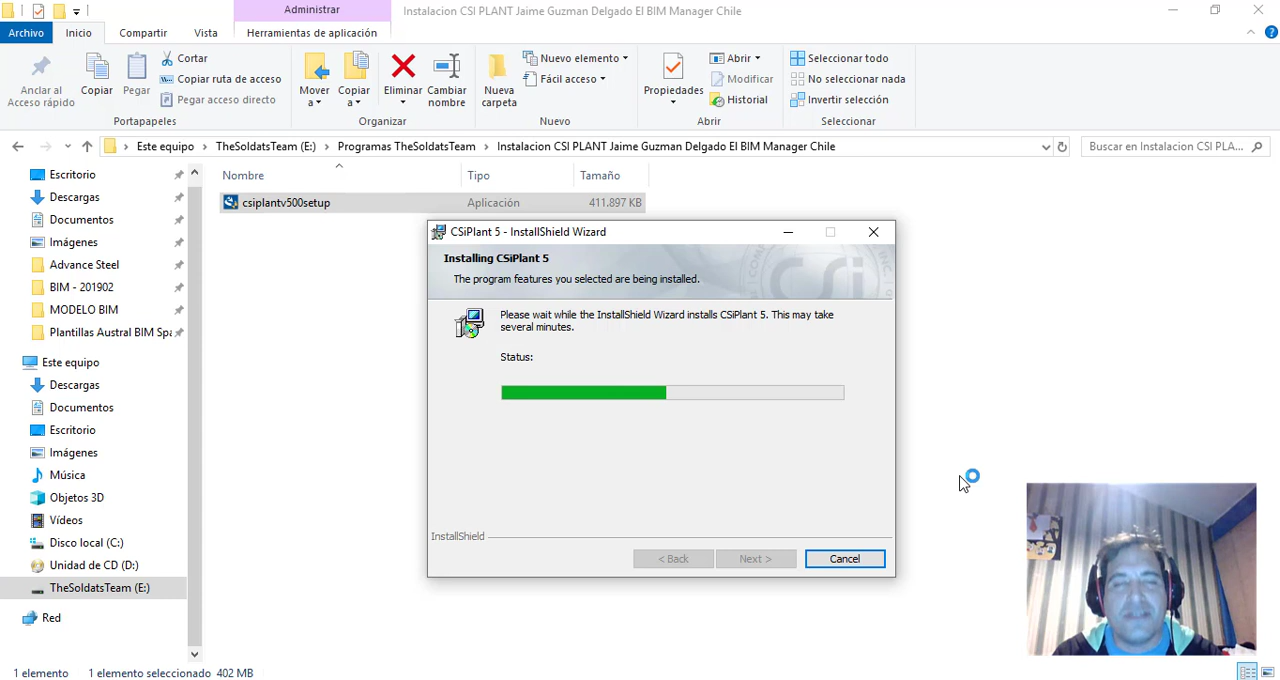 Administrar
Instalacion CSI PLANT Jaime Guzman Delgado El BIM Manager Chile
Archivo
Inicio
Compartir
Vista
Herramientas de aplicación
Anclar al
Acceso rápido
Copiar
Pegar
Cortar
Copiar ruta de acceso
Pegar acceso directo
Portapapeles
Mover
a
Copiar
a
Eliminar
Cambiar
nombre
Organizar
Nueva
carpeta
Nuevo elemento
Fácil acceso
Nuevo
Propiedades
Abrir
Modificar
Historial
Abrir
Seleccionar todo
No seleccionar nada
Invertir selección
Seleccionar
Este equipo > TheSoldatsTeam (E:) > Programas TheSoldatsTeam > Instalacion CSI PLANT Jaime Guzman Delgado El BIM Manager Chile
Buscar en Instalacion CSI PLA...
Nombre
Tipo
Tamaño
csiplantv500setup
Aplicación
411.897 KB
Escritorio
Descargas
Documentos
Imágenes
Advance Steel
BIM - 201902
MODELO BIM
Plantillas Austral BIM Spa
Este equipo
Descargas
Documentos
Escritorio
Imágenes
Música
Objetos 3D
Vídeos
Disco local (C:)
Unidad de CD (D:)
TheSoldatsTeam (E:)
Red
CSiPlant 5 - InstallShield Wizard
Installing CSiPlant 5
The program features you selected are being installed.
Please wait while the InstallShield Wizard installs CSiPlant 5. This may take
several minutes.
Status:
InstallShield
< Back
Next >
Cancel
1 elemento
1 elemento seleccionado 402 MB